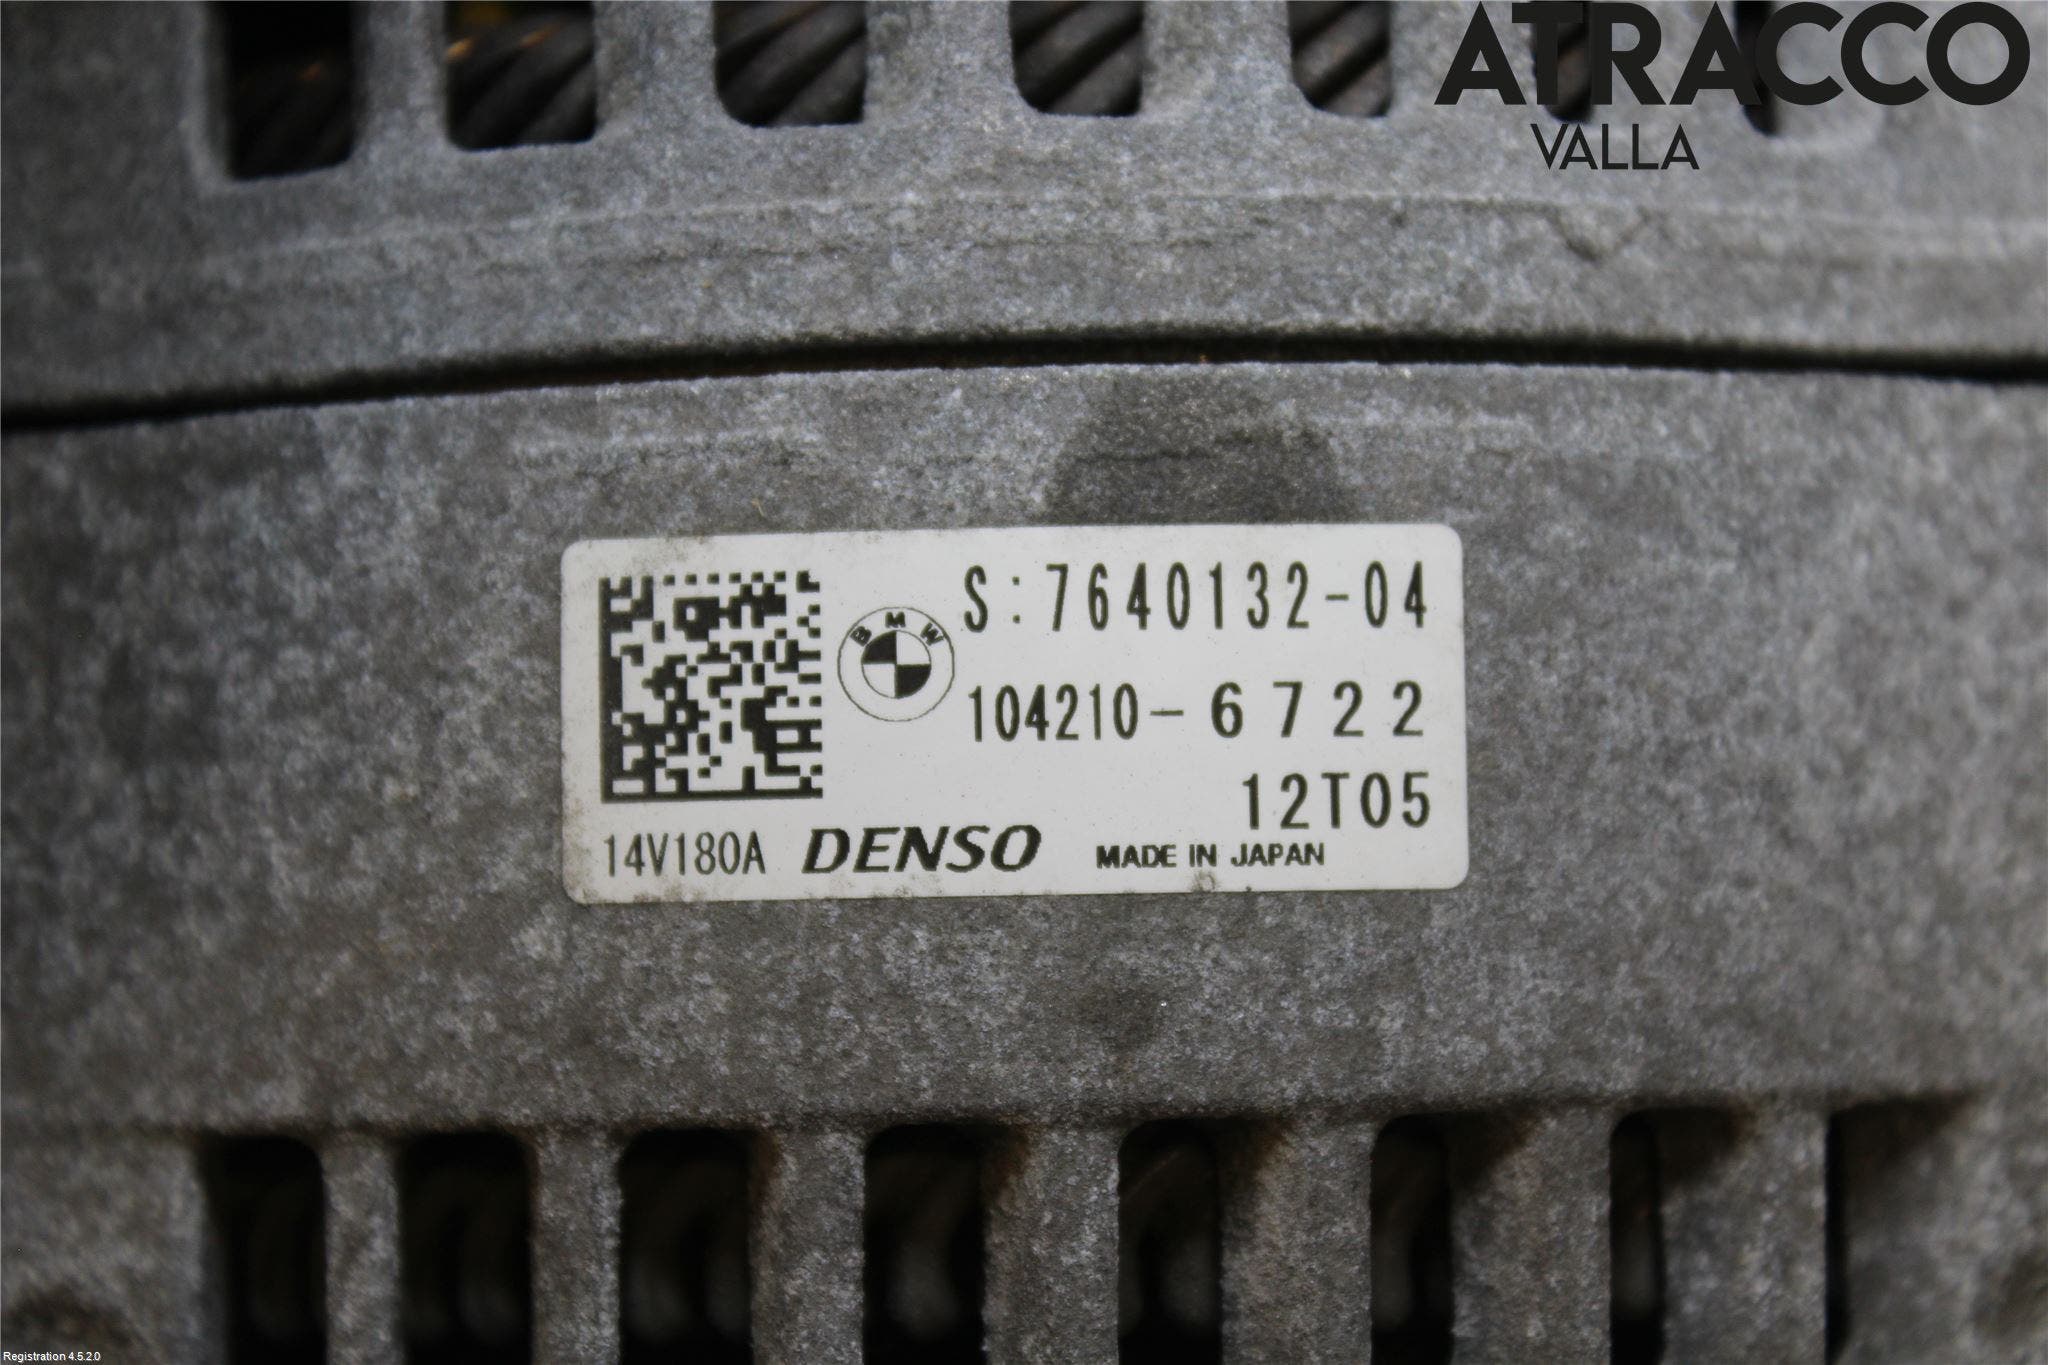 ATRACCO
VALLA
BMW
S:7640132-04
104210-6722
12T05
14V180A DENSO MADE IN JAPAN
Registration 4.5.2.0